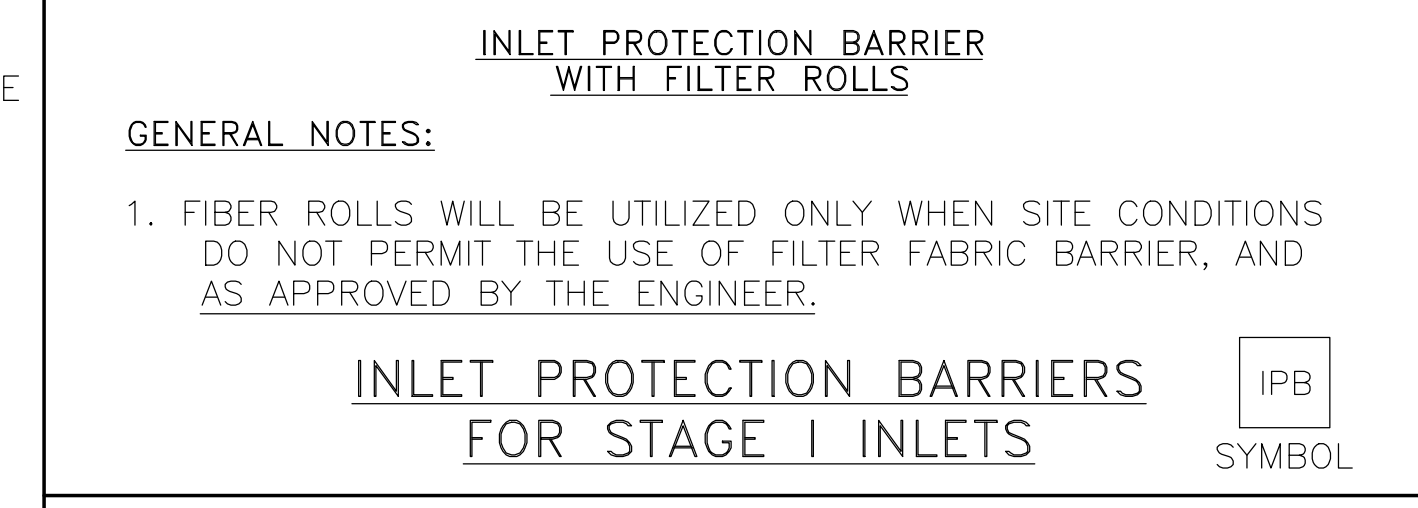 INLET PROTECTION BARRIER
WITH FILTER ROLLS
E
GENERAL NOTES:
1. FIBER ROLLS WILL BE UTILIZED ONLY WHEN SITE CONDITIONS
DO NOT PERMIT THE USE OF FILTER FABRIC BARRIER, AND
AS APPROVED BY THE ENGINEER.
INLET PROTECTION BARRIERS
FOR STAGE I INLETS
IPB
SYMBOL